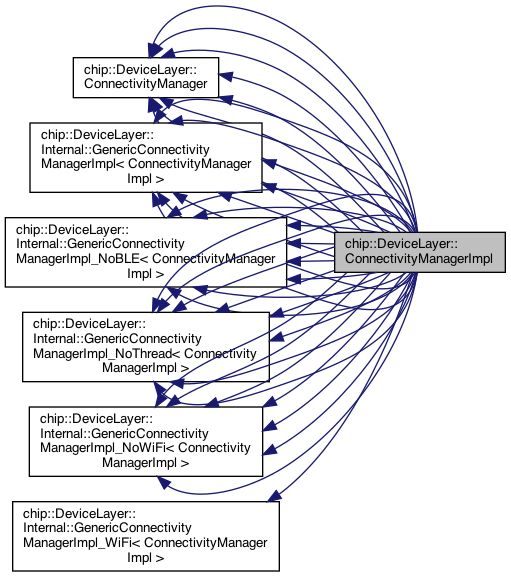 chip::DeviceLayer::
ConnectivityManager
chip::DeviceLayer::
Internal::GenericConnectivity
ManagerImpl< ConnectivityManager
Impl >
chip::DeviceLayer::
Internal::GenericConnectivity
ManagerImpl_NoBLE< ConnectivityManager
Impl >
chip::DeviceLayer::
ConnectivityManagerImpl
chip::DeviceLayer::
Internal::GenericConnectivity
ManagerImpl_NoThread< Connectivity
ManagerImpl >
chip::DeviceLayer::
Internal::GenericConnectivity
ManagerImpl_NoWiFi< Connectivity
ManagerImpl >
chip::DeviceLayer::
Internal::GenericConnectivity
ManagerImpl_WiFi< ConnectivityManager
Impl >